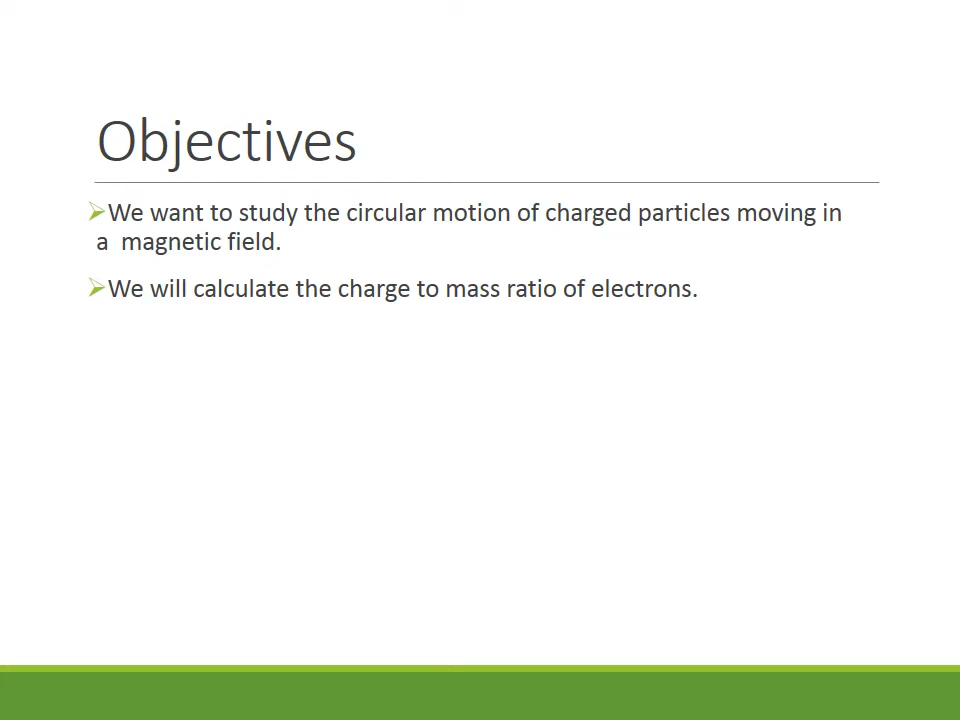 Objectives
We want to study the circular motion of charged particles moving in
a  magnetic field.
We will calculate the charge to mass ratio of electrons.